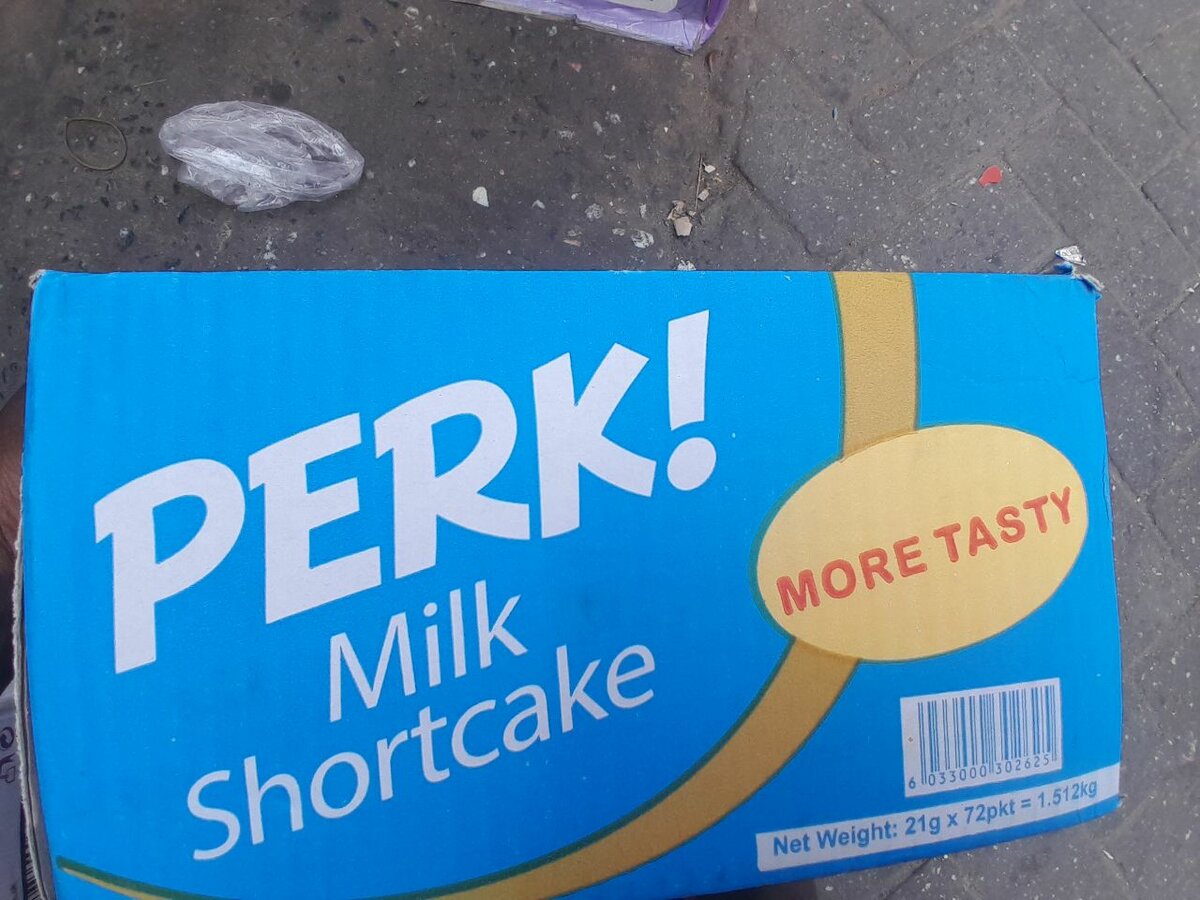 PERK!
Milk
Shortcake
MORE TASTY
6 033000 302625
Net Weight: 21g x 72pkt = 1.512kg